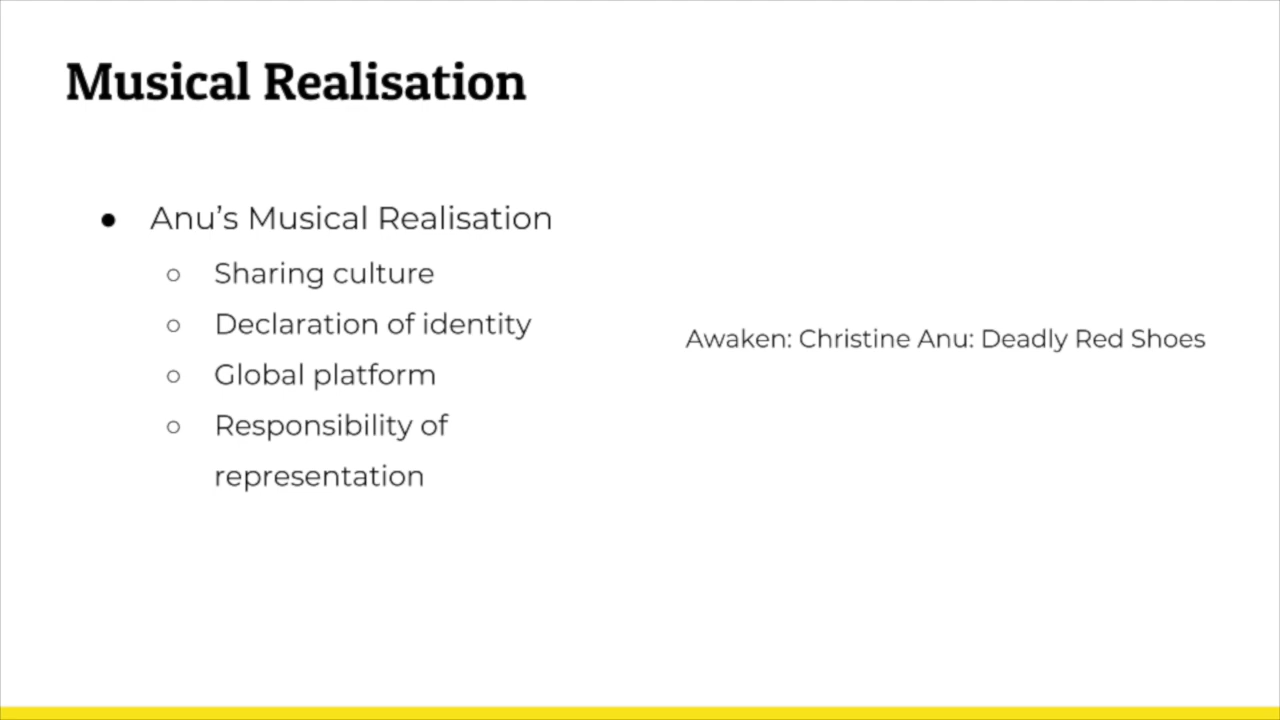 Musical Realisation
● Anu’s Musical Realisation
○ Sharing culture
○ Declaration of identity
○ Global platform
○ Responsibility of
representation
Awaken: Christine Anu: Deadly Red Shoes